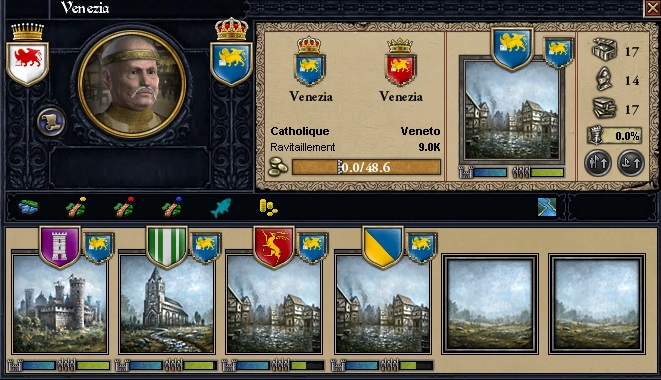 Venezia
Venezia Venezia
Catholique Veneto
Ravitaillement 9.0K
0.0/48.6
17
14
17
0.0%